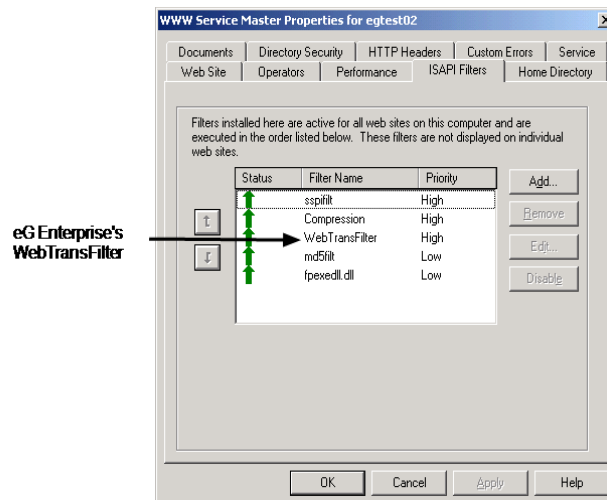 WWW Service Master Properties for egtest02
Documents Directory Security HTTP Headers Custom Errors Service
Web Site Operators Performance ISAPI Filters Home Directory
Filters installed here are active for all web sites on this computer and are
executed in the order listed below. These filters are not displayed on individual
web sites.
Status Filter Name Priority
sspifilt High
Compression High
WebTransFilter High
md5filt Low
fpexedll.dll Low
Add...
Remove
Edit...
Disable
eG Enterprise's
WebTransFilter
OK Cancel Apply Help